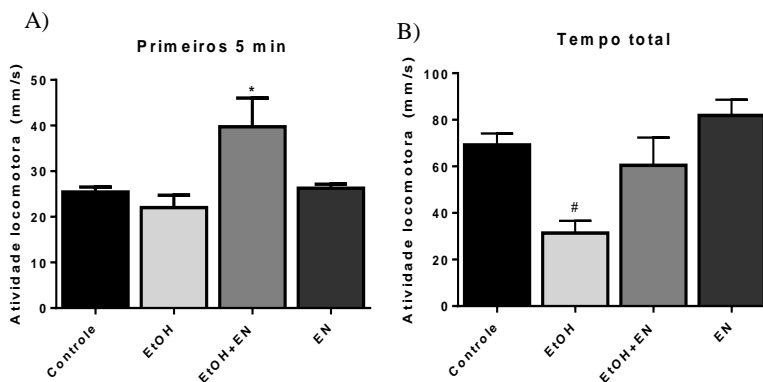 A)
Primeiros 5 min
Atividade locomotora (mm/s)
50
40
30
20
10
0
*
Controle
EtOH
EtOH+EN
EN
B)
Tempo total
Atividade locomotora (mm/s)
100
80
60
40
20
0
#
Controle
EtOH
EtOH+EN
EN